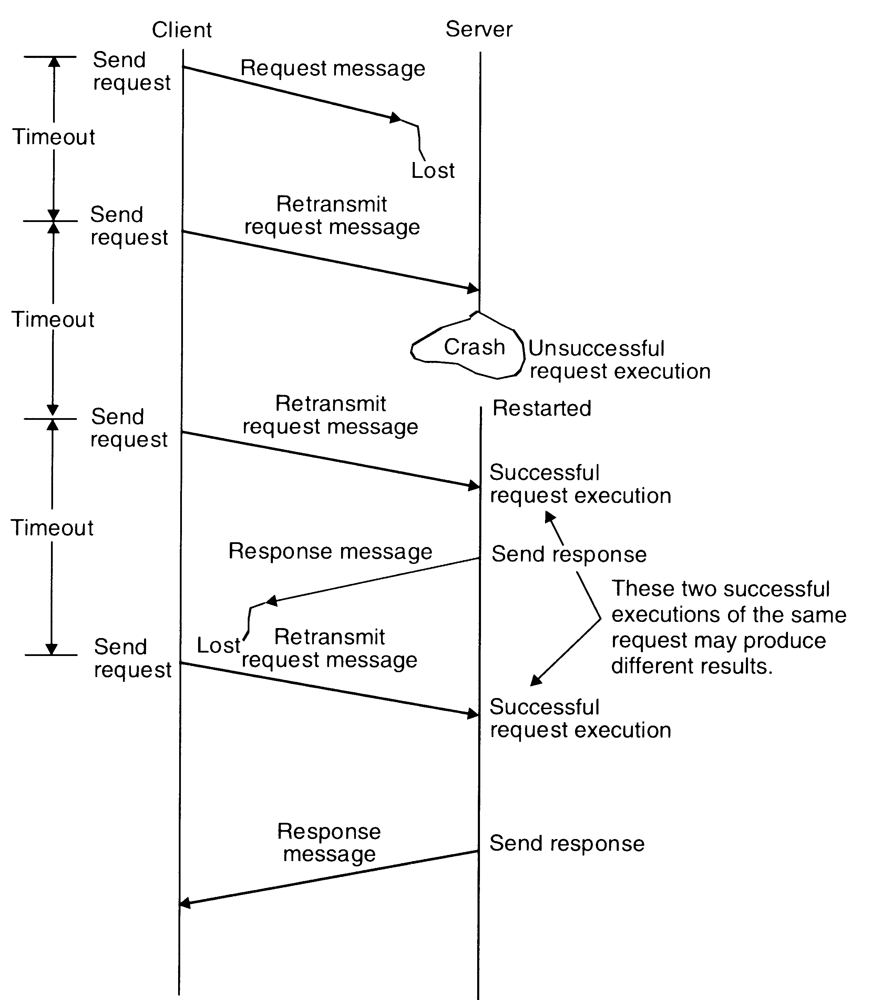 Client
Server
Send
request
Request message
Timeout
Lost
Send
request
Retransmit
request message
Timeout
Crash
Unsuccessful
request execution
Restarted
Send
request
Retransmit
request message
Successful
request execution
Timeout
Response message
Send response
These two successful
executions of the same
request may produce
different results.
Lost
Send
request
Retransmit
request message
Successful
request execution
Response
message
Send response